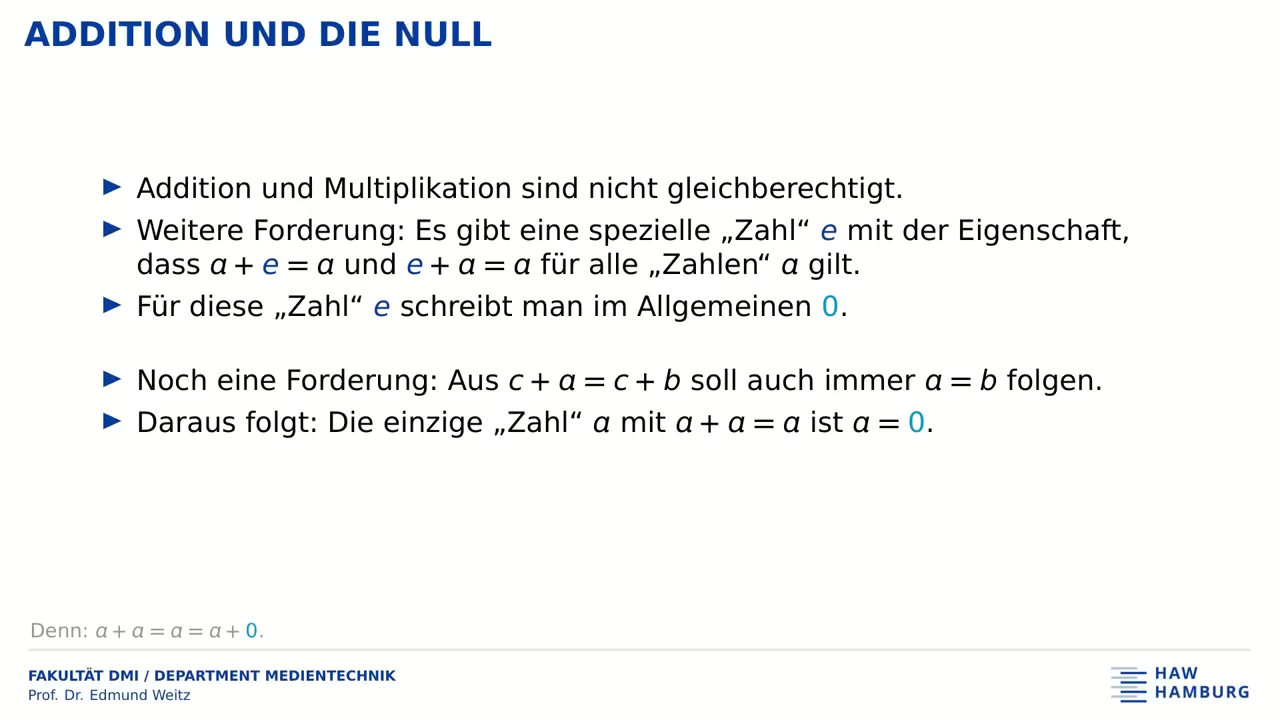 ADDITION UND DIE NULL
► Addition und Multiplikation sind nicht gleichberechtigt.
► Weitere Forderung: Es gibt eine spezielle „Zahl“ e mit der Eigenschaft,
dass a + e = a und e + a = a für alle „Zahlen“ a gilt.
► Für diese „Zahl“ e schreibt man im Allgemeinen 0.
► Noch eine Forderung: Aus c + a = c + b soll auch immer a = b folgen.
► Daraus folgt: Die einzige „Zahl“ a mit a + a = a ist a = 0.
Denn: a + a = a = a + 0.
FAKULTÄT DMI / DEPARTMENT MEDIENTECHNIK
Prof. Dr. Edmund Weitz
HAW
HAMBURG